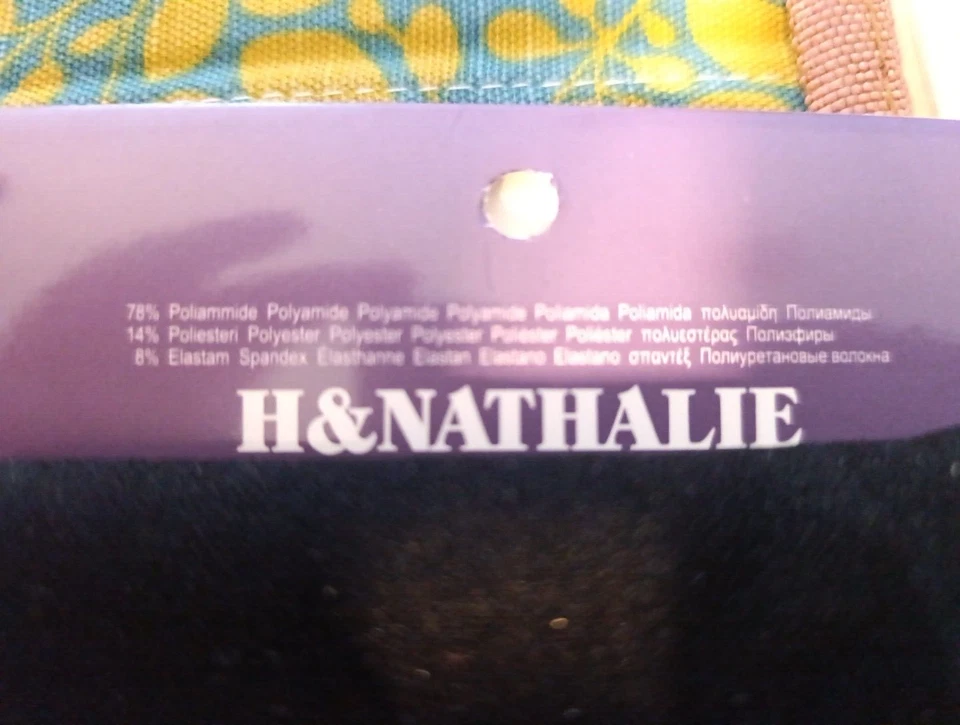 78% Poliammide Polyamide Polyamide Polyamide Poliamida Poliamida πολυαμίδη Полиамиды
14% Poliesteri Polyester Polyester Polyester Poliéster Poliéster πολυεστέρας Полиэфиры
8% Elastam Spandex Élasthanne Elastan Elastano Elastano σπαντέξ Полиуретановые волокна
H&NATHALIE